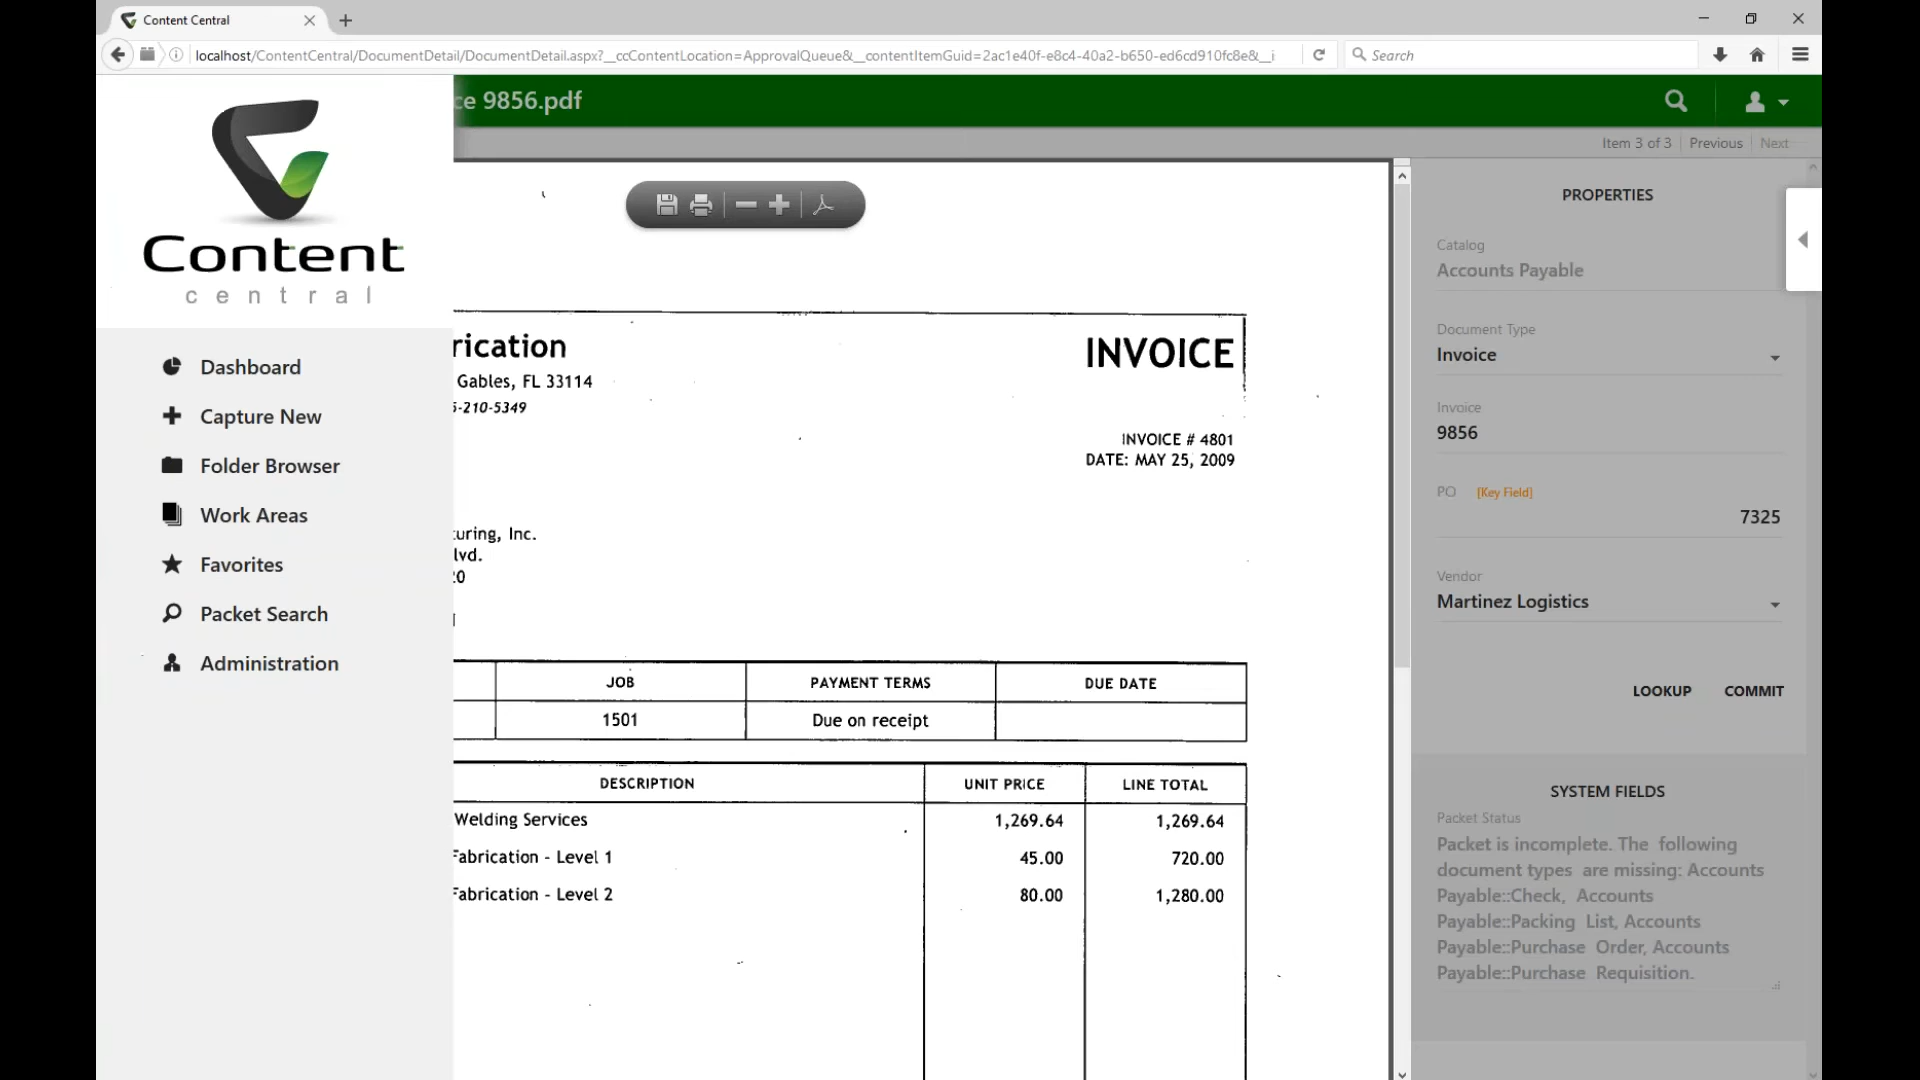 Content Central
localhost/ContentCentral/DocumentDetail/DocumentDetail.aspx?__ccContentLocation=ApprovalQueue&__contentItemGuid=2ac1e40f-e8c4-40a2-b650-ed6cd910fc8e&__i
Search
Content
central
Dashboard
Capture New
Folder Browser
Work Areas
Favorites
Packet Search
Administration
ce 9856.pdf
Item 3 of 3
Previous
Next
rication
INVOICE
Gables, FL 33114
5-210-5349
INVOICE # 4801
DATE: MAY 25, 2009
turing, Inc.
lvd.
20
JOB
PAYMENT TERMS
DUE DATE
1501
Due on receipt
DESCRIPTION
UNIT PRICE
LINE TOTAL
Welding Services
1,269.64
1,269.64
Fabrication - Level 1
45.00
720.00
Fabrication - Level 2
80.00
1,280.00
PROPERTIES
Catalog
Accounts Payable
Document Type
Invoice
Invoice
9856
PO [Key Field]
7325
Vendor
Martinez Logistics
LOOKUP
COMMIT
SYSTEM FIELDS
Packet Status
Packet is incomplete. The following
document types are missing: Accounts
Payable::Check, Accounts
Payable::Packing List, Accounts
Payable::Purchase Order, Accounts
Payable::Purchase Requisition.